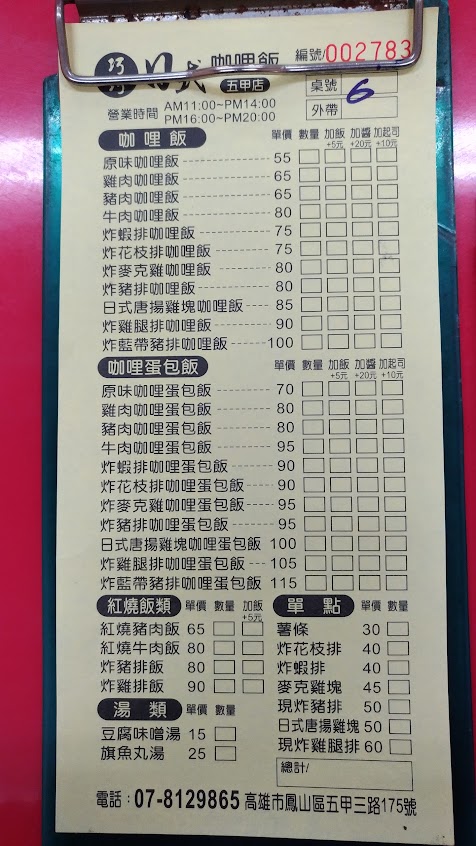 巧 日式 咖哩飯 編號/002783
五甲店 桌號 6
營業時間 AM11:00~PM14:00
PM16:00~PM20:00 外帶
咖哩飯 單價 數量 加飯+5元 加醬+20元 加起司+10元
原味咖哩飯 55
雞肉咖哩飯 65
豬肉咖哩飯 65
牛肉咖哩飯 80
炸蝦排咖哩飯 75
炸花枝排咖哩飯 75
炸麥克雞咖哩飯 80
炸豬排咖哩飯 80
日式唐揚雞塊咖哩飯 85
炸雞腿排咖哩飯 90
炸藍帶豬排咖哩飯 100
咖哩蛋包飯 單價 數量 加飯+5元 加醬+20元 加起司+10元
原味咖哩蛋包飯 70
雞肉咖哩蛋包飯 80
豬肉咖哩蛋包飯 80
牛肉咖哩蛋包飯 95
炸蝦排咖哩蛋包飯 90
炸花枝排咖哩蛋包飯 90
炸麥克雞咖哩蛋包飯 95
炸豬排咖哩蛋包飯 95
日式唐揚雞塊咖哩蛋包飯 100
炸雞腿排咖哩蛋包飯 105
炸藍帶豬排咖哩蛋包飯 115
紅燒飯類 單價 數量 加飯+5元
紅燒豬肉飯 65
紅燒牛肉飯 80
炸豬排飯 80
炸雞排飯 90
湯類 單價 數量
豆腐味噌湯 15
旗魚丸湯 25
單點 單價 數量
薯條 30
炸花枝排 40
炸蝦排 40
麥克雞塊 45
現炸豬排 50
日式唐揚雞塊 50
現炸雞腿排 60
總計/
電話：07-8129865 高雄市鳳山區五甲三路175號